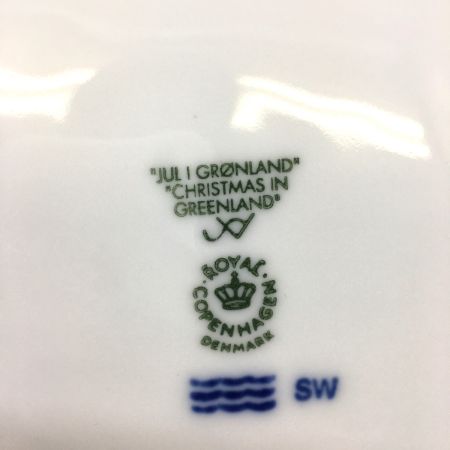 "JUL I GRØNLAND"
"CHRISTMAS IN
GREENLAND"
ROYAL
COPENHAGEN
DENMARK
SW